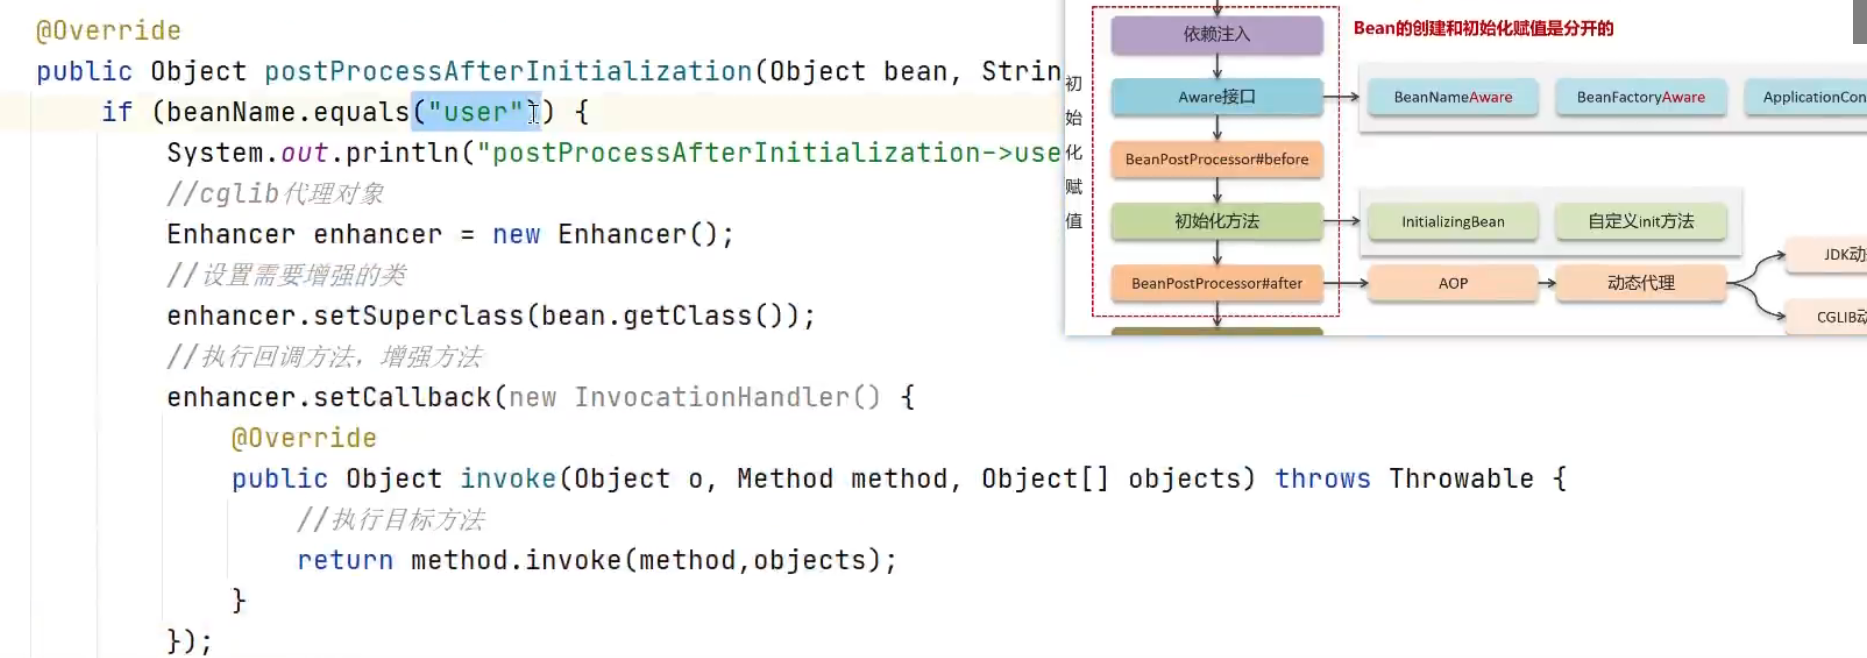 @Override
public Object postProcessAfterInitialization(Object bean, Strin
if (beanName.equals("user")) {
System.out.println("postProcessAfterInitialization->use
//cglib代理对象
Enhancer enhancer = new Enhancer();
//设置需要增强的类
enhancer.setSuperclass(bean.getClass());
//执行回调方法，增强方法
enhancer.setCallback(new InvocationHandler() {
@Override
public Object invoke(Object o, Method method, Object[] objects) throws Throwable {
//执行目标方法
return method.invoke(method,objects);
}
});
初始化赋值
依赖注入
Bean的创建和初始化赋值是分开的
Aware接口
BeanNameAware
BeanFactoryAware
ApplicationCon
BeanPostProcessor#before
初始化方法
InitializingBean
自定义init方法
BeanPostProcessor#after
AOP
动态代理
JDK动
CGLIB动